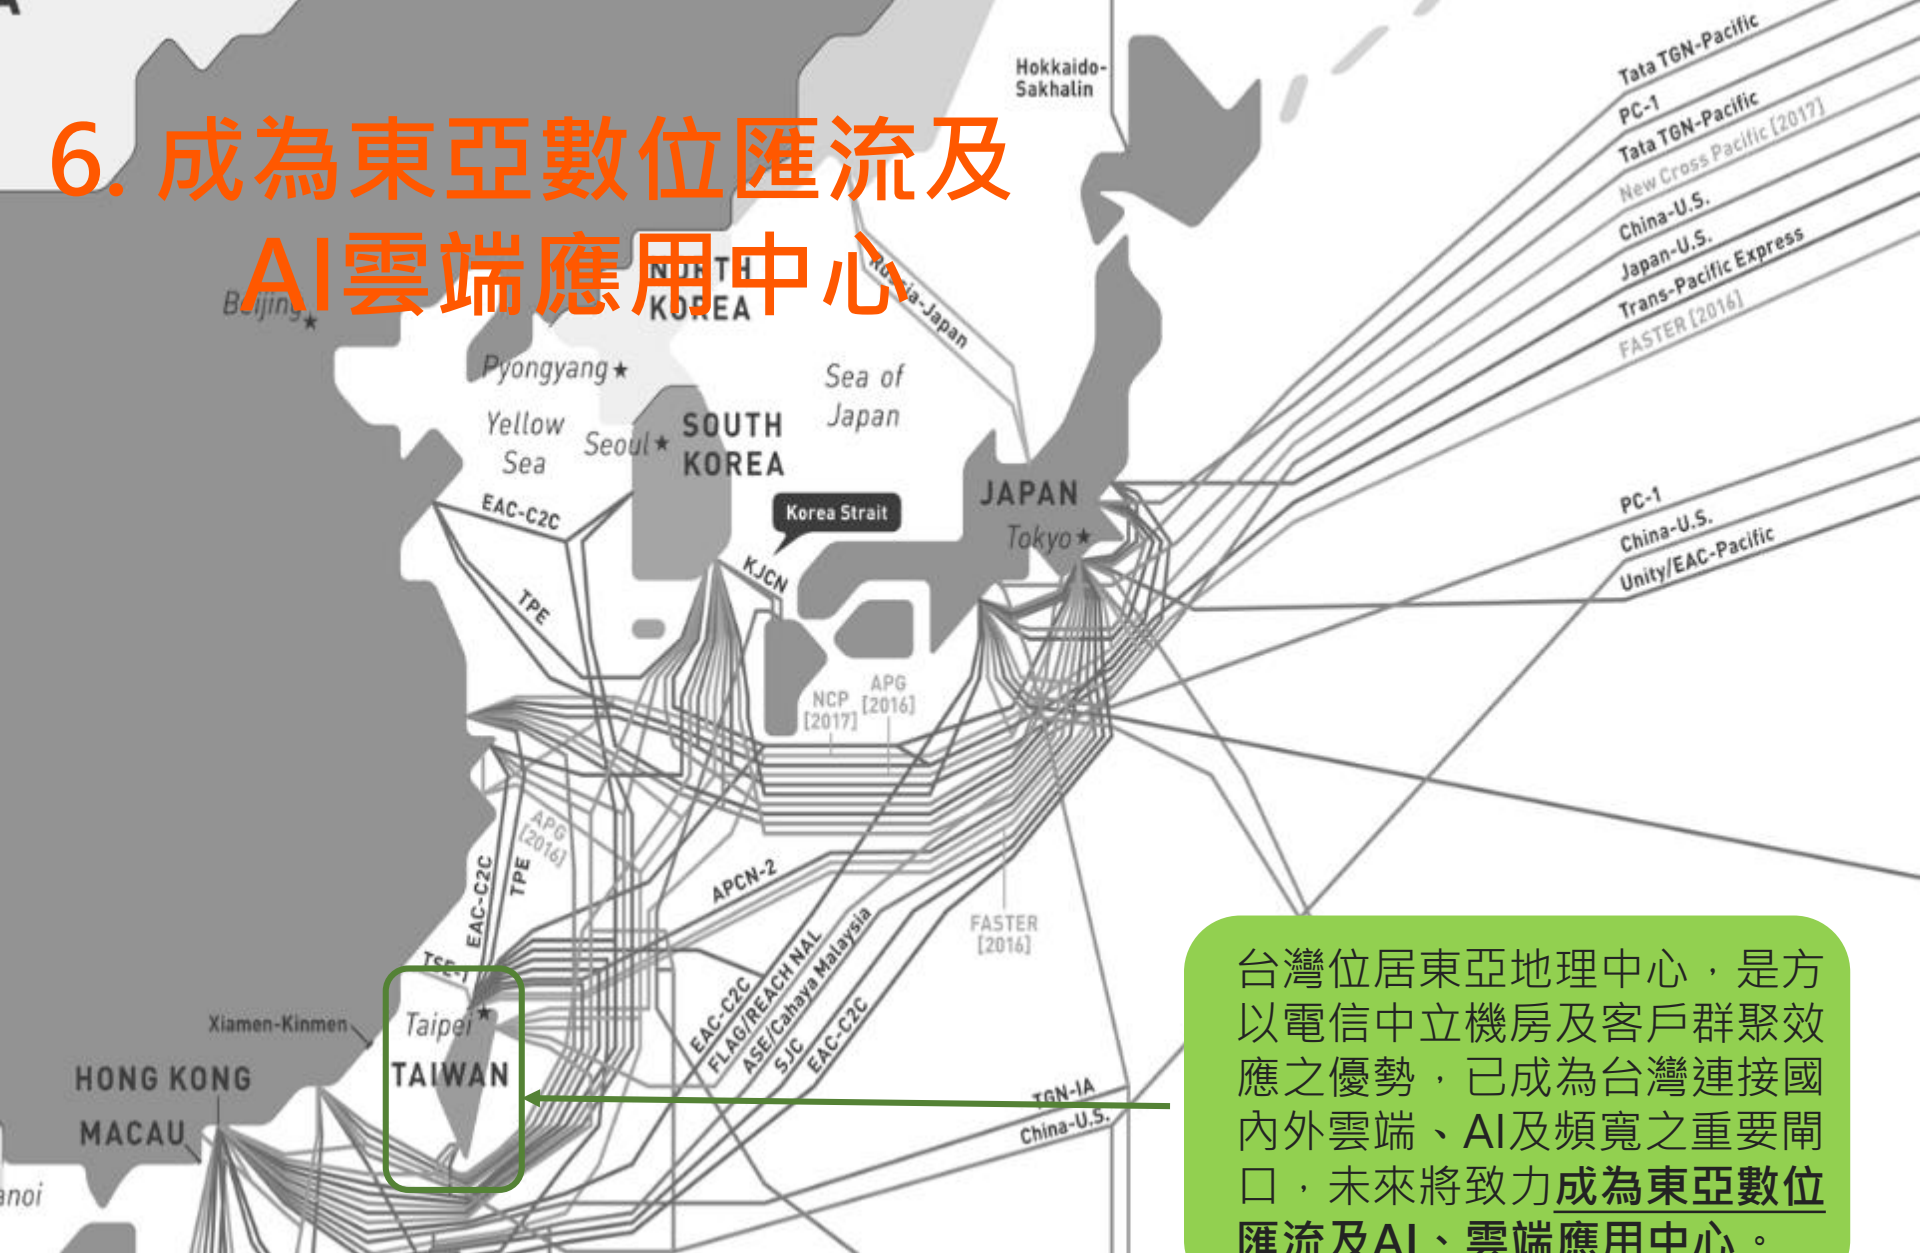 6. 成為東亞數位匯流及
AI雲端應用中心
Hokkaido-
Sakhalin
Tata TGN-Pacific
PC-1
Tata TGN-Pacific
New Cross Pacific [2017]
China-U.S.
Japan-U.S.
Trans-Pacific Express
FASTER [2016]
Beijing
NORTH
KOREA
Russia-Japan
Pyongyang
Sea of
Japan
Yellow
Sea
Seoul
SOUTH
KOREA
JAPAN
Tokyo
EAC-C2C
Korea Strait
KJCN
TPE
PC-1
China-U.S.
Unity/EAC-Pacific
NCP
[2017]
APG
[2016]
APG
[2016]
EAC-C2C
TPE
APCN-2
FASTER
[2016]
TSE-1
EAC-C2C
FLAG/REACH NAL
ASE/Cahaya Malaysia
SJC
EAC-C2C
Xiamen-Kinmen
Taipei
TAIWAN
HONG KONG
MACAU
TGN-IA
China-U.S.
anoi
台灣位居東亞地理中心，是方
以電信中立機房及客戶群聚效
應之優勢，已成為台灣連接國
內外雲端、AI及頻寬之重要閘
口，未來將致力成為東亞數位
匯流及AI、雲端應用中心。